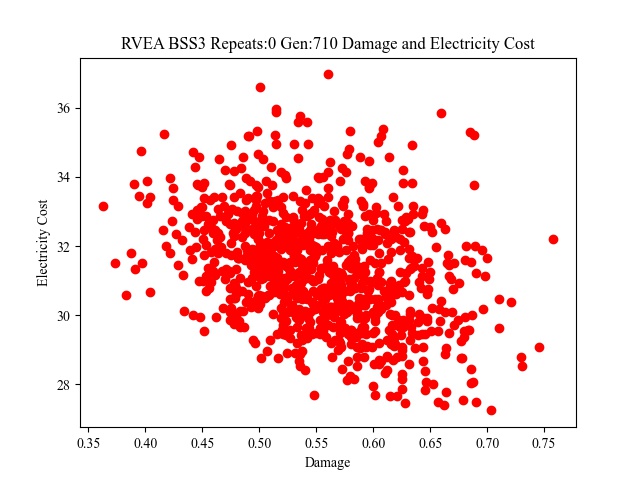 RVEA BSS3 Repeats:0 Gen:710 Damage and Electricity Cost
Electricity Cost
36
34
32
30
28
0.35 0.40 0.45 0.50 0.55 0.60 0.65 0.70 0.75
Damage